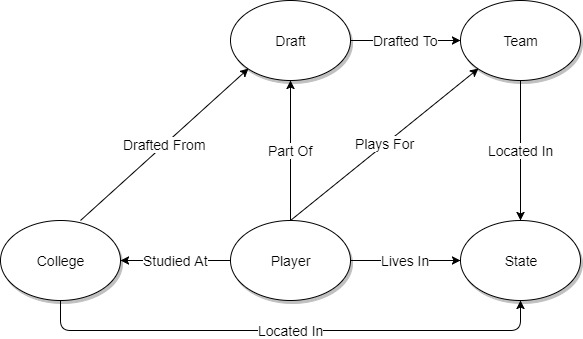 Draft
Drafted To
Team
Drafted From
Part Of
Plays For
Located In
College
Studied At
Player
Lives In
State
Located In